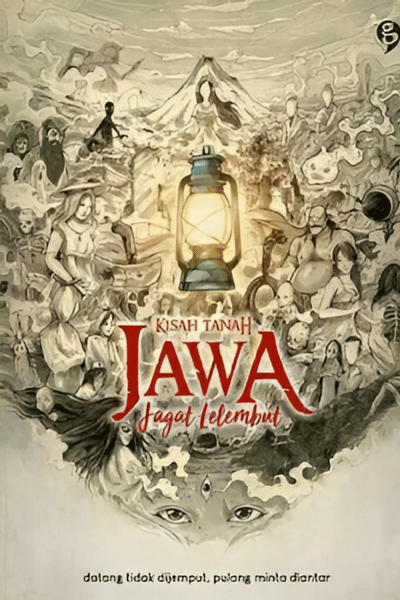 g
KISAH TANAH
JAWA
Jagat Lelembut
datang tidak dijemput, pulang minta diantar